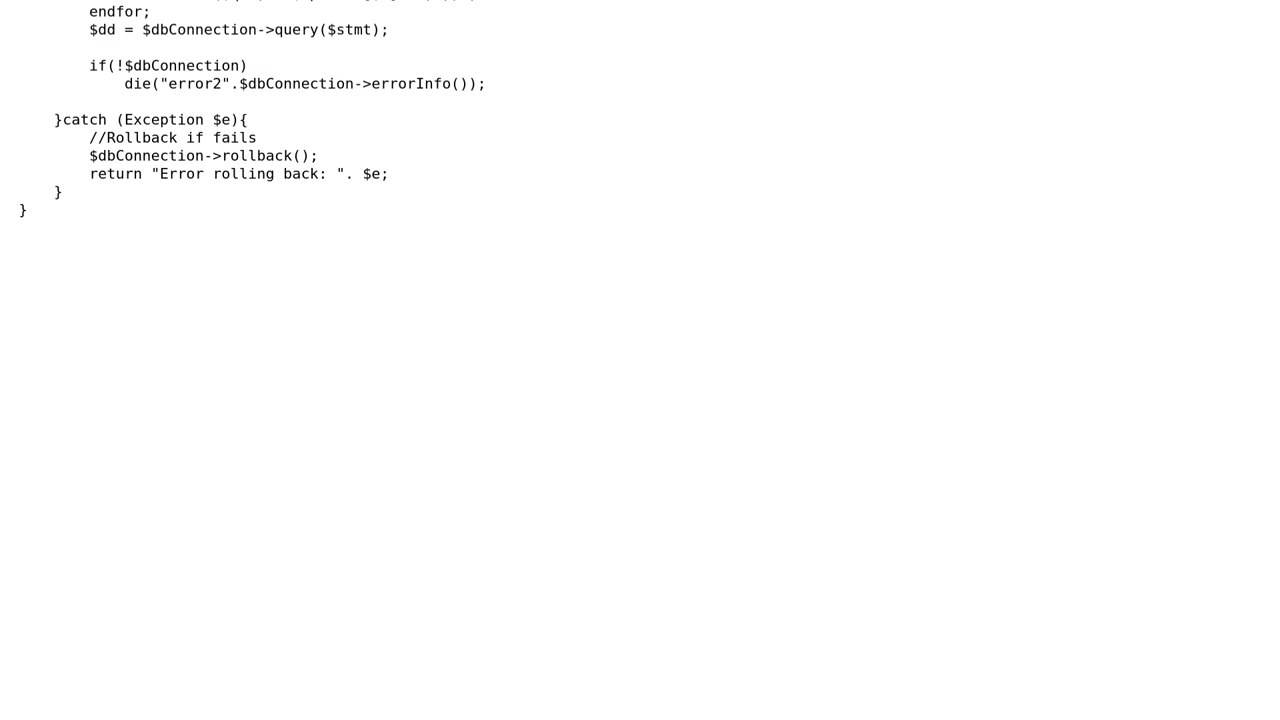 endfor;
$dd = $dbConnection->query($stmt);
if(!$dbConnection)
die("error2".$dbConnection->errorInfo());
}catch (Exception $e){
//Rollback if fails
$dbConnection->rollback();
return "Error rolling back: ". $e;
}
}